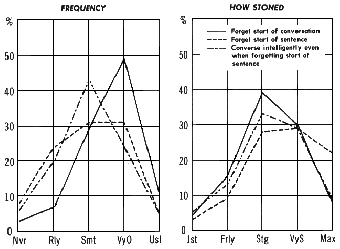 FREQUENCY
HOW STONED
%
50
40
30
20
10
0
Nvr Rly Smt VyO Usl
%
Forget start of conversation
Forget start of sentence
Converse intelligently even
when forgetting start of
sentence
50
40
30
20
10
0
Jst Frly Stg VyS Max